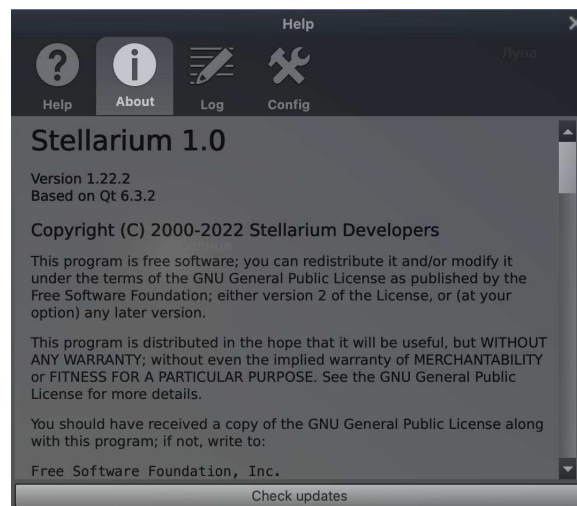 Help
Луна
Help
About
Log
Config
Stellarium 1.0
Version 1.22.2
Based on Qt 6.3.2
Copyright (C) 2000-2022 Stellarium Developers
This program is free software; you can redistribute it and/or modify it
under the terms of the GNU General Public License as published by the
Free Software Foundation; either version 2 of the License, or (at your
option) any later version.
This program is distributed in the hope that it will be useful, but WITHOUT
ANY WARRANTY; without even the implied warranty of MERCHANTABILITY
or FITNESS FOR A PARTICULAR PURPOSE. See the GNU General Public
License for more details.
You should have received a copy of the GNU General Public License along
with this program; if not, write to:
Free Software Foundation, Inc.
Check updates